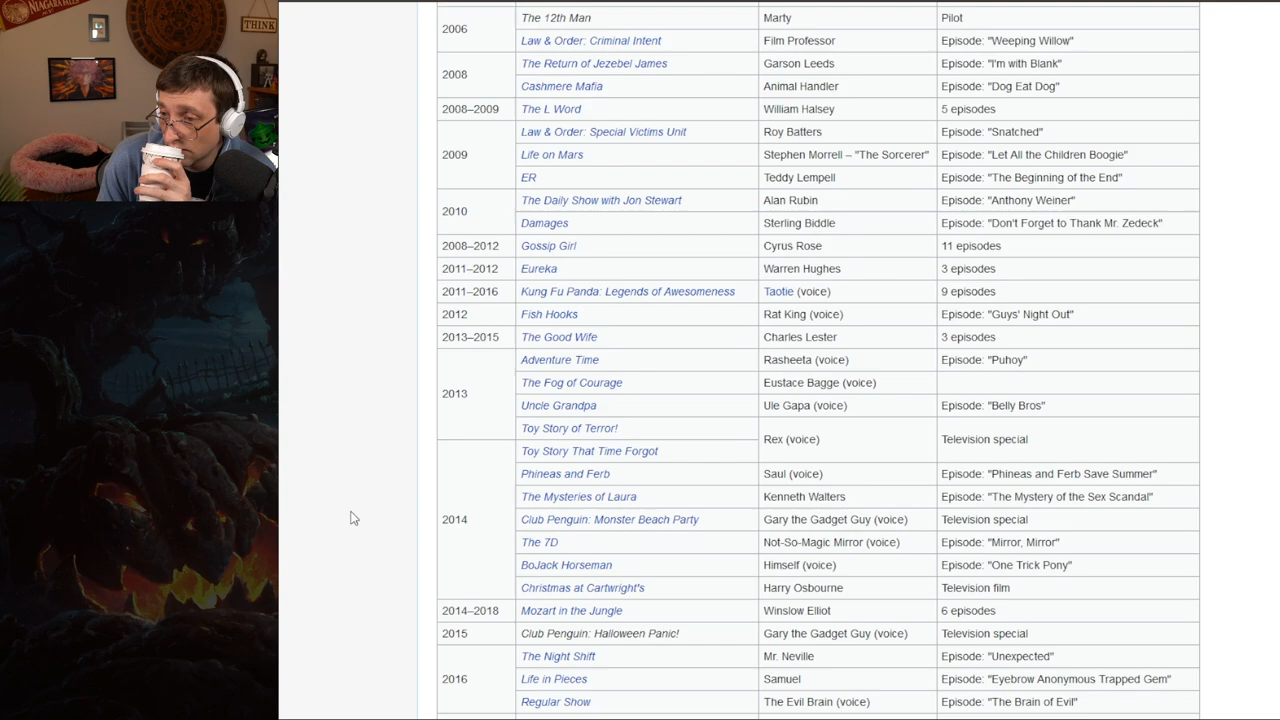 NIAGARA FALLS
THINK
2006 The 12th Man Marty Pilot
Law & Order: Criminal Intent Film Professor Episode: "Weeping Willow"
2008 The Return of Jezebel James Garson Leeds Episode: "I'm with Blank"
Cashmere Mafia Animal Handler Episode: "Dog Eat Dog"
2008–2009 The L Word William Halsey 5 episodes
2009 Law & Order: Special Victims Unit Roy Batters Episode: "Snatched"
Life on Mars Stephen Morrell – "The Sorcerer" Episode: "Let All the Children Boogie"
ER Teddy Lempell Episode: "The Beginning of the End"
2010 The Daily Show with Jon Stewart Alan Rubin Episode: "Anthony Weiner"
Damages Sterling Biddle Episode: "Don't Forget to Thank Mr. Zedeck"
2008–2012 Gossip Girl Cyrus Rose 11 episodes
2011–2012 Eureka Warren Hughes 3 episodes
2011–2016 Kung Fu Panda: Legends of Awesomeness Taotie (voice) 9 episodes
2012 Fish Hooks Rat King (voice) Episode: "Guys' Night Out"
2013–2015 The Good Wife Charles Lester 3 episodes
2013 Adventure Time Rasheeta (voice) Episode: "Puhoy"
The Fog of Courage Eustace Bagge (voice)
Uncle Grandpa Ule Gapa (voice) Episode: "Belly Bros"
Toy Story of Terror! Rex (voice) Television special
2014 Toy Story That Time Forgot
Phineas and Ferb Saul (voice) Episode: "Phineas and Ferb Save Summer"
The Mysteries of Laura Kenneth Walters Episode: "The Mystery of the Sex Scandal"
Club Penguin: Monster Beach Party Gary the Gadget Guy (voice) Television special
The 7D Not-So-Magic Mirror (voice) Episode: "Mirror, Mirror"
BoJack Horseman Himself (voice) Episode: "One Trick Pony"
Christmas at Cartwright's Harry Osbourne Television film
2014–2018 Mozart in the Jungle Winslow Elliot 6 episodes
2015 Club Penguin: Halloween Panic! Gary the Gadget Guy (voice) Television special
2016 The Night Shift Mr. Neville Episode: "Unexpected"
Life in Pieces Samuel Episode: "Eyebrow Anonymous Trapped Gem"
Regular Show The Evil Brain (voice) Episode: "The Brain of Evil"